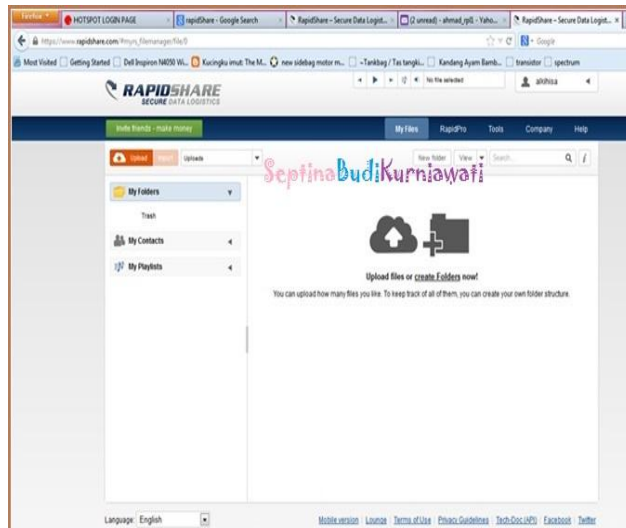 Firefox
HOTSPOT LOGIN PAGE
rapidShare - Google Search
RapidShare – Secure Data Logist...
(2 unread) - ahmad_rpll - Yaho...
RapidShare – Secure Data Logist...
https://www.rapidshare.com/#myrs_filemanager/file/0
Google
Most Visited
Getting Started
Dell Inspiron N4050 Wi...
Kucingku imut: The M...
new sidebag motor m...
~Tankbag / Tas tangki...
Kandang Ayam Bamb...
transistor
spectrum
RAPIDSHARE
SECURE DATA LOGISTICS
No file selected
Invite friends - make money
My Files
RapidPro
Tools
Company
Help
Upload
Uploads
New folder
View
Search...
SeptinaBudiKurniawati
My Folders
Trash
My Contacts
My Playlists
Upload files or create Folders now!
You can upload how many files you like. To keep track of all of them, you can create your own folder structure.
Language: English
Mobile version
Lounge
Terms of Use
Privacy Guidelines
Tech-Doc (API)
Facebook
Twitter